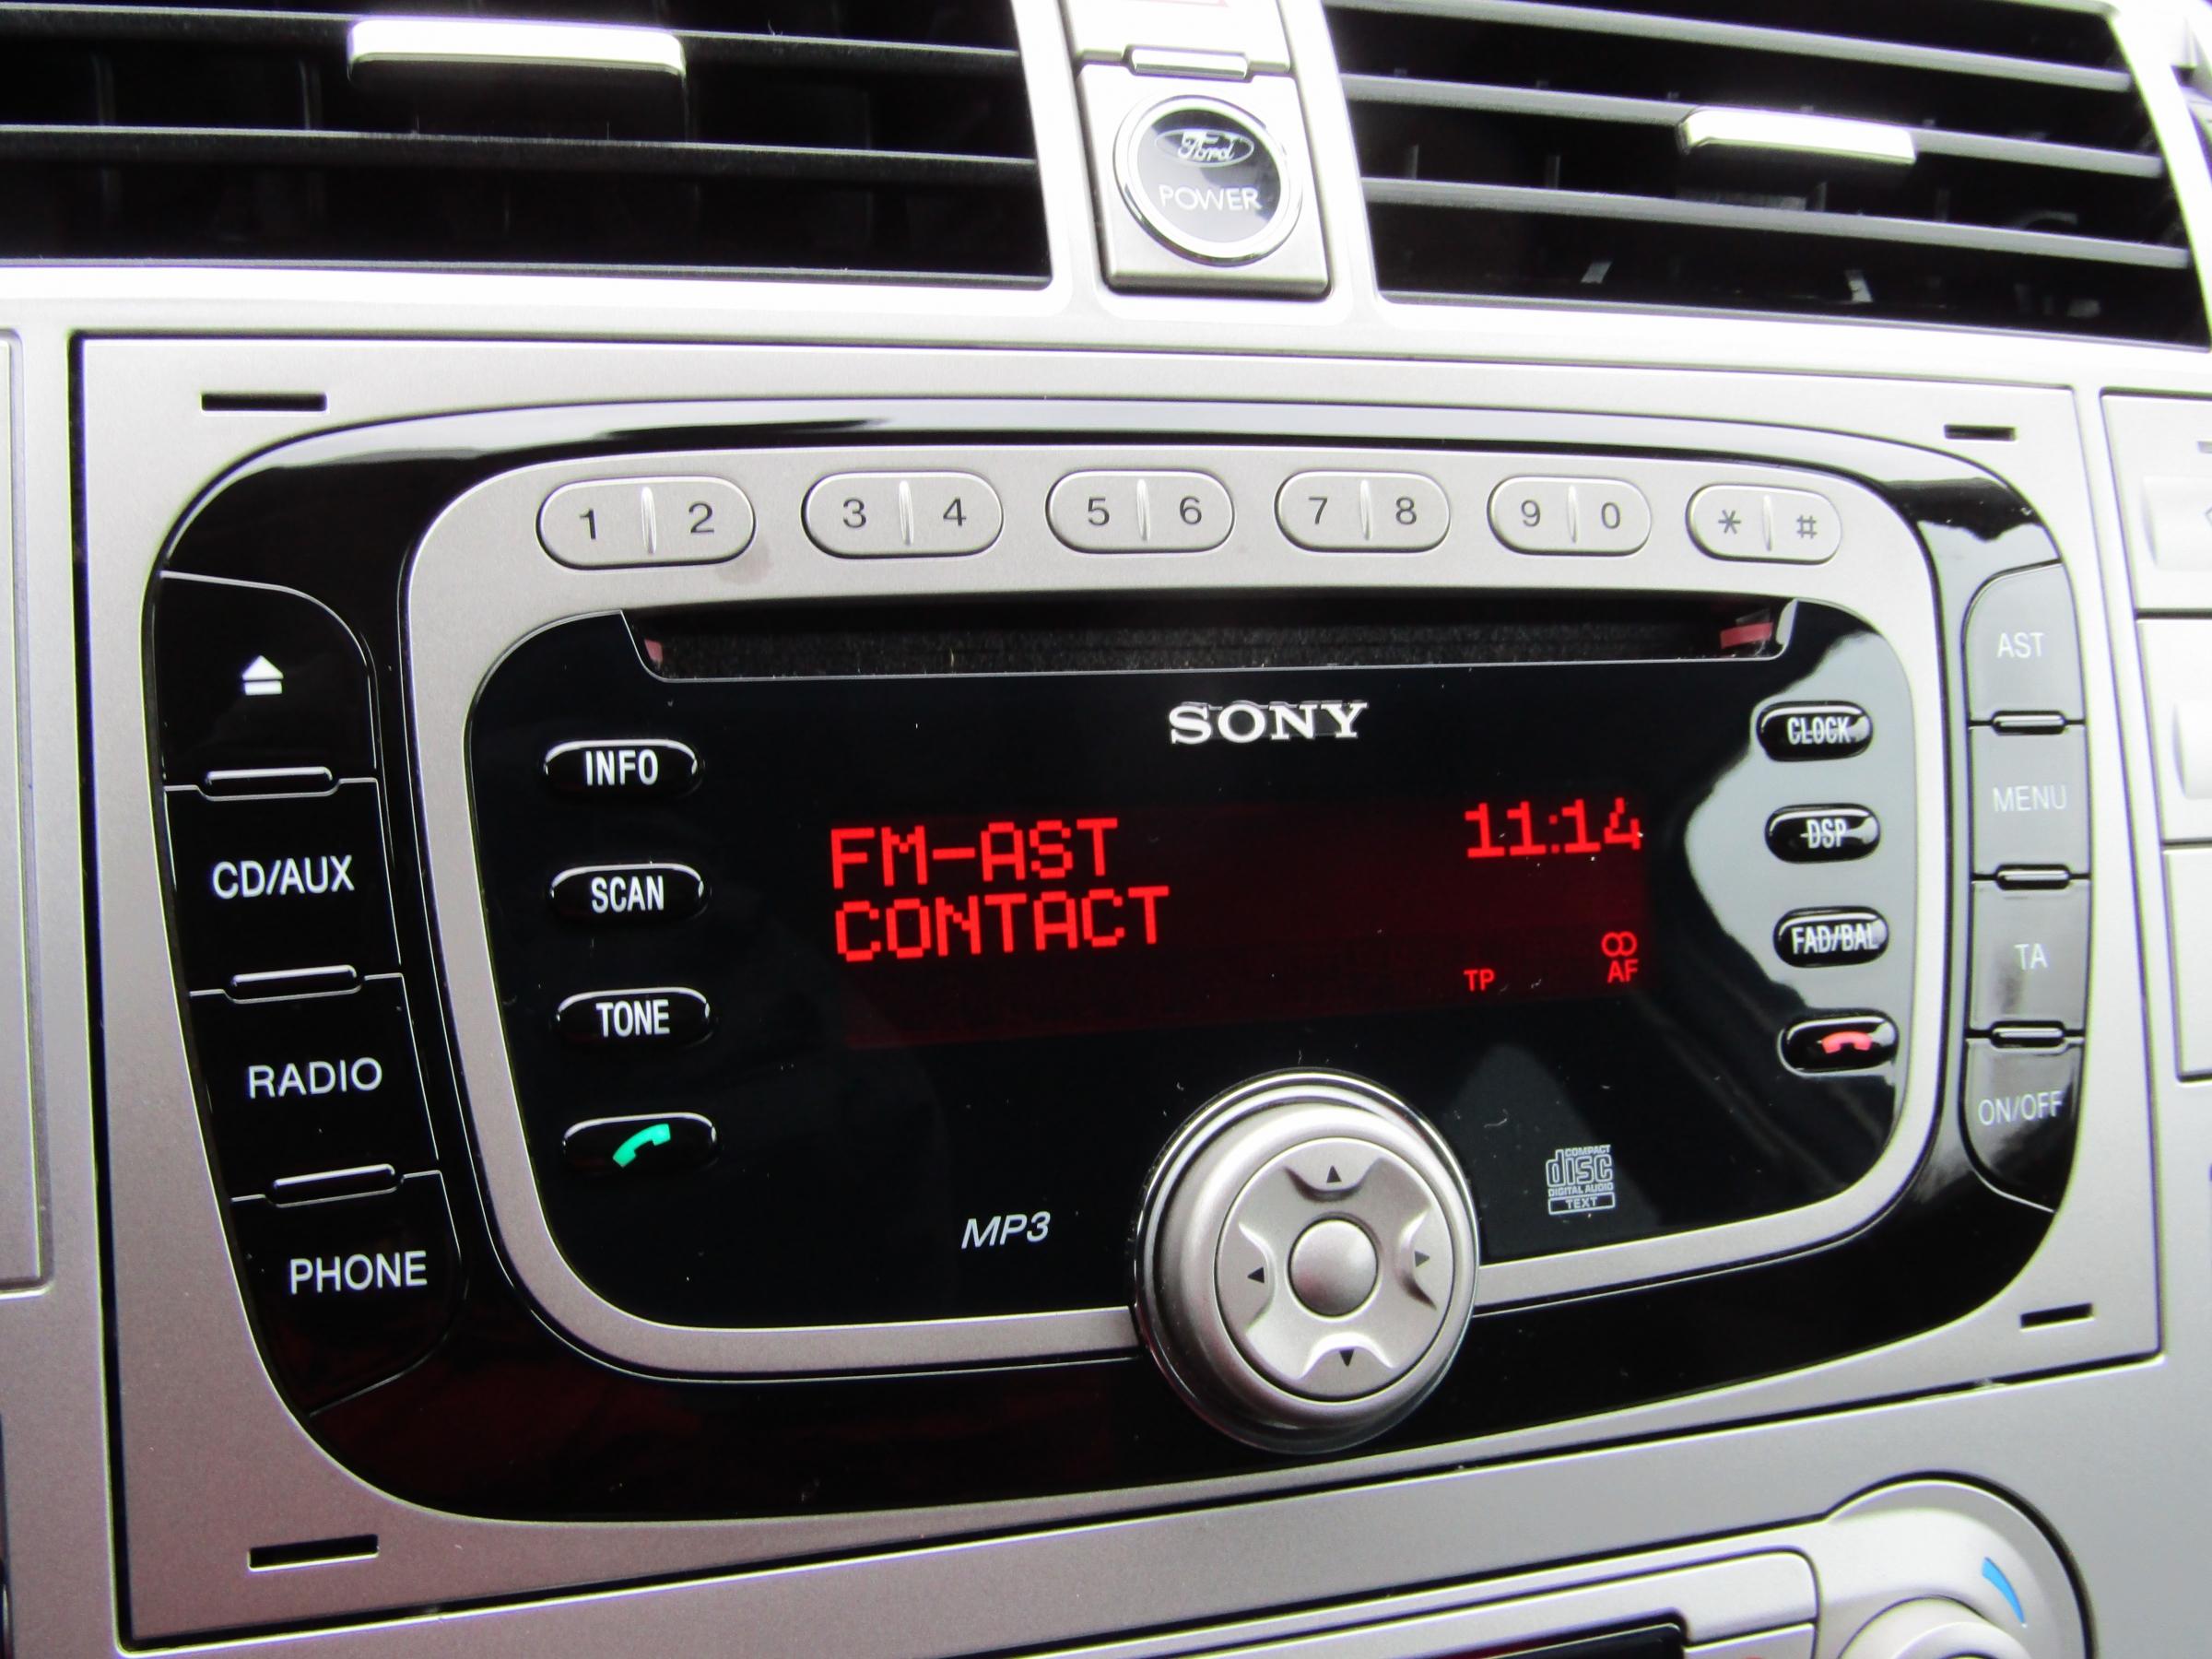 Ford
POWER
1 2 3 4 5 6 7 8 9 0 * #
SONY
INFO
CLOCK
AST
CD/AUX
SCAN
FM-AST 11:14
CONTACT
TP
AF
DSP
MENU
FAD/BAL
TA
RADIO
TONE
ON/OFF
PHONE
MP3
COMPACT
disc
DIGITAL AUDIO
TEXT